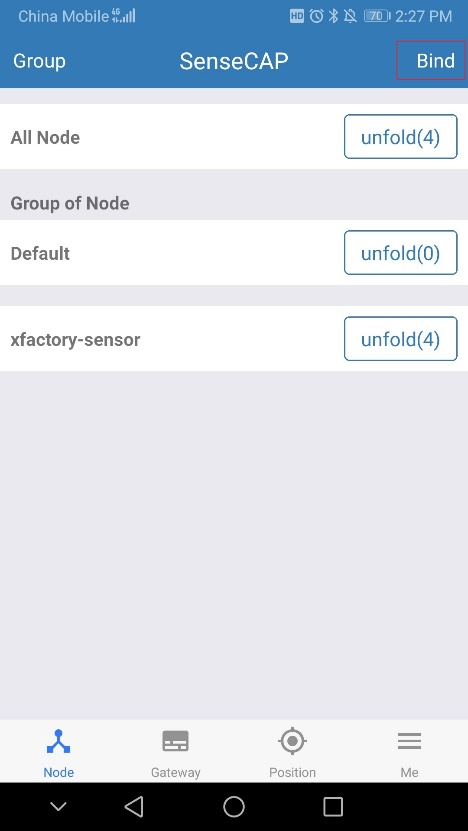 China Mobile 4G HD 70 2:27 PM
Group SenseCAP Bind
All Node unfold(4)
Group of Node
Default unfold(0)
xfactory-sensor unfold(4)
Node Gateway Position Me